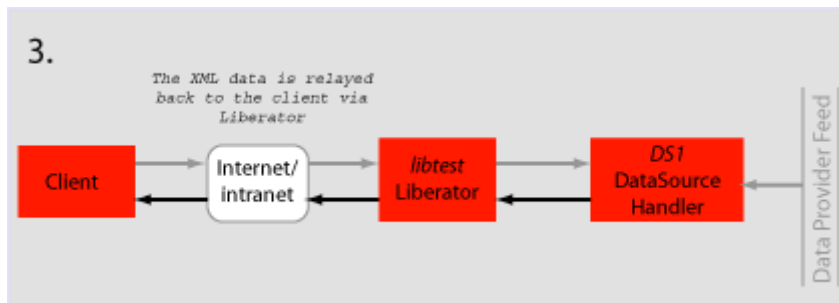 3.
The XML data is relayed
back to the client via
Liberator
Client
Internet/
intranet
libtest
Liberator
DS1
DataSource
Handler
Data Provider Feed